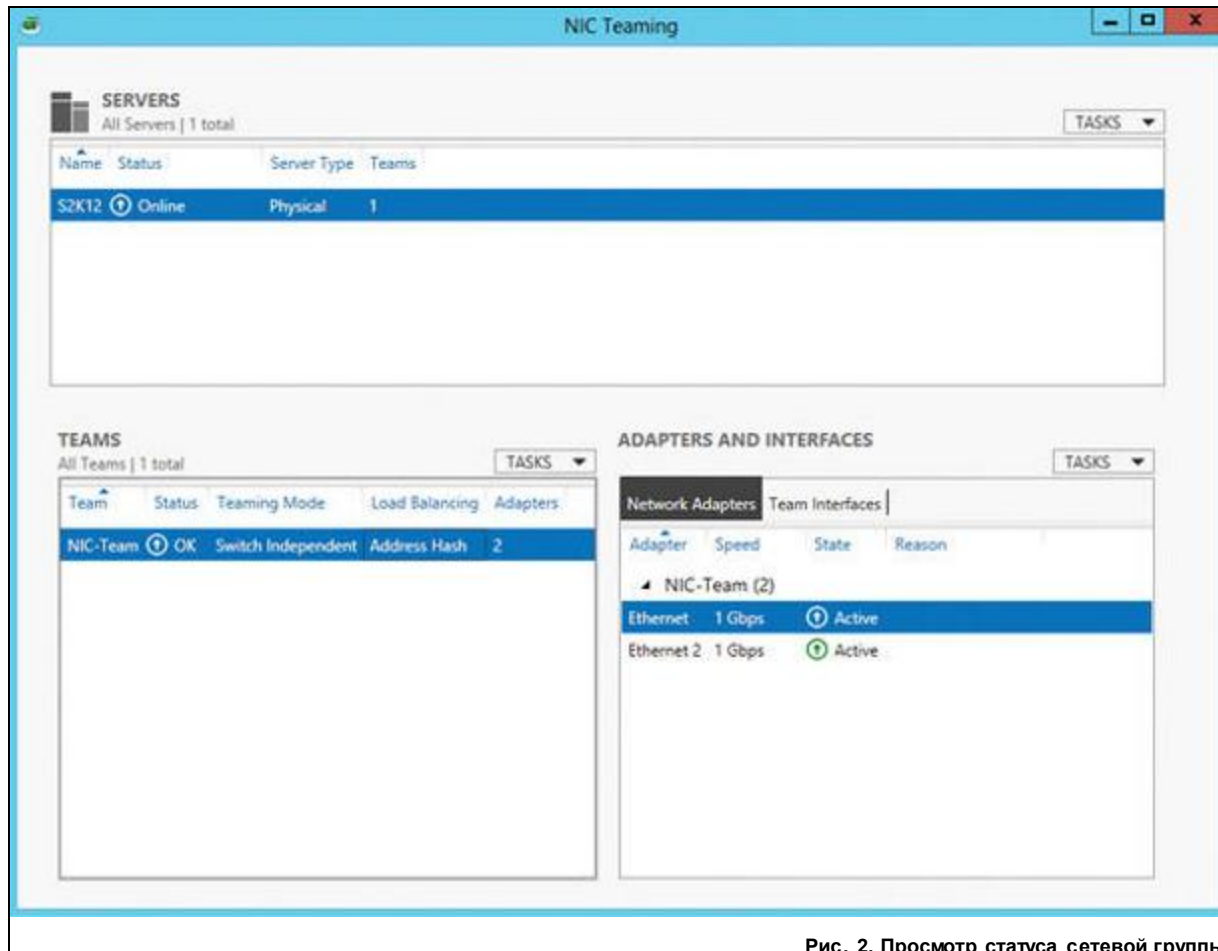 NIC Teaming
SERVERS
All Servers | 1 total
TASKS
Name Status Server Type Teams
S2K12 Online Physical 1
TEAMS
All Teams | 1 total
TASKS
Team Status Teaming Mode Load Balancing Adapters
NIC-Team OK Switch Independent Address Hash 2
ADAPTERS AND INTERFACES
TASKS
Network Adapters Team Interfaces
Adapter Speed State Reason
NIC-Team (2)
Ethernet 1 Gbps Active
Ethernet 2 1 Gbps Active
Рис. 2. Просмотр статуса сетевой группы